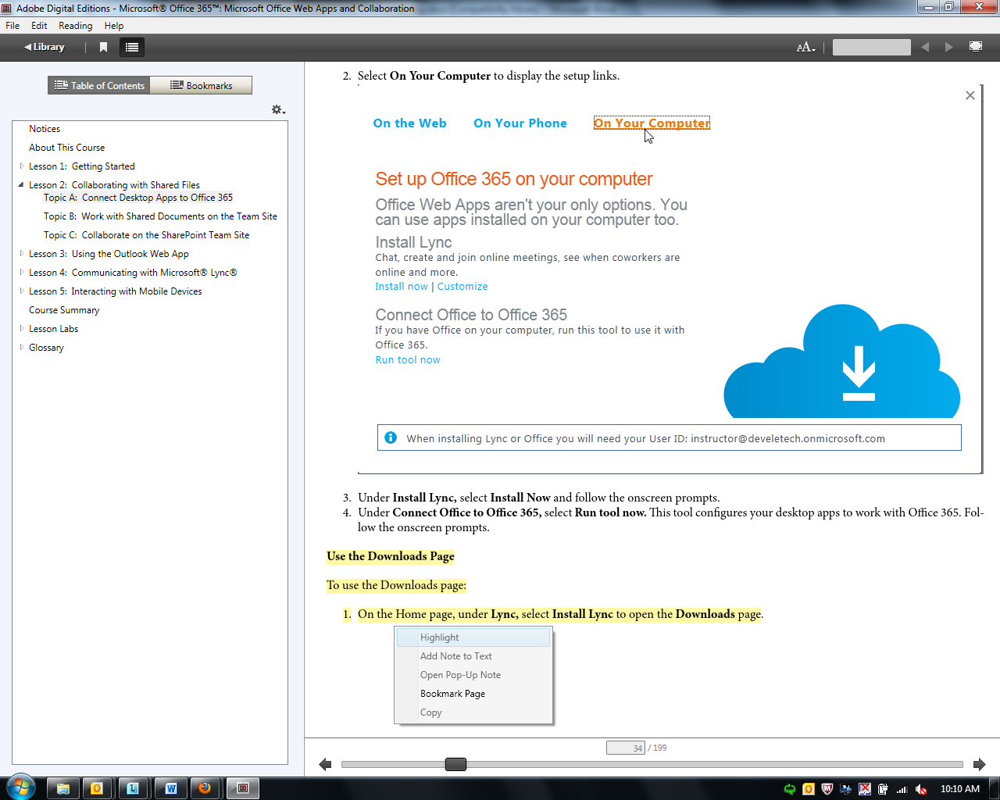 Adobe Digital Editions - Microsoft® Office 365™: Microsoft Office Web Apps and Collaboration
File Edit Reading Help
Library
AA
Table of Contents
Bookmarks
Notices
About This Course
Lesson 1: Getting Started
Lesson 2: Collaborating with Shared Files
Topic A: Connect Desktop Apps to Office 365
Topic B: Work with Shared Documents on the Team Site
Topic C: Collaborate on the SharePoint Team Site
Lesson 3: Using the Outlook Web App
Lesson 4: Communicating with Microsoft® Lync®
Lesson 5: Interacting with Mobile Devices
Course Summary
Lesson Labs
Glossary
2. Select On Your Computer to display the setup links.
On the Web On Your Phone On Your Computer
Set up Office 365 on your computer
Office Web Apps aren't your only options. You
can use apps installed on your computer too.
Install Lync
Chat, create and join online meetings, see when coworkers are
online and more.
Install now | Customize
Connect Office to Office 365
If you have Office on your computer, run this tool to use it with
Office 365.
Run tool now
When installing Lync or Office you will need your User ID: instructor@develetech.onmicrosoft.com
3. Under Install Lync, select Install Now and follow the onscreen prompts.
4. Under Connect Office to Office 365, select Run tool now. This tool configures your desktop apps to work with Office 365. Fol-
low the onscreen prompts.
Use the Downloads Page
To use the Downloads page:
1. On the Home page, under Lync, select Install Lync to open the Downloads page.
Highlight
Add Note to Text
Open Pop-Up Note
Bookmark Page
Copy
34 / 199
10:10 AM